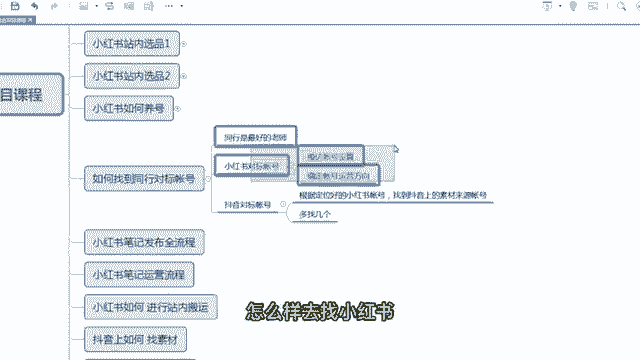 小红书站内选品1
小红书站内选品2
目课程
小红书如何养号
同行是最好的老师
小红书对标帐号
确定帐号运营方向
如何找到同行对标帐号
根据定位好的小红书帐号，找到抖音上的素材来源帐号
抖音对标帐号
多找几个
小红书笔记发布全流程
小红书笔记运营流程
小红书如何 进行站内搬运
怎么样去找小红书
抖音上如何 找素材